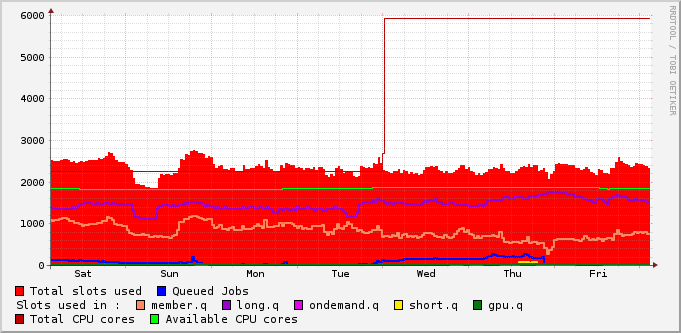 RRDTOOL / TOBI OETIKER
6000
5000
4000
3000
2000
1000
0
Sat Sun Mon Tue Wed Thu Fri
Total slots used Queued Jobs
Slots used in : member.q long.q ondemand.q short.q gpu.q
Total CPU cores Available CPU cores